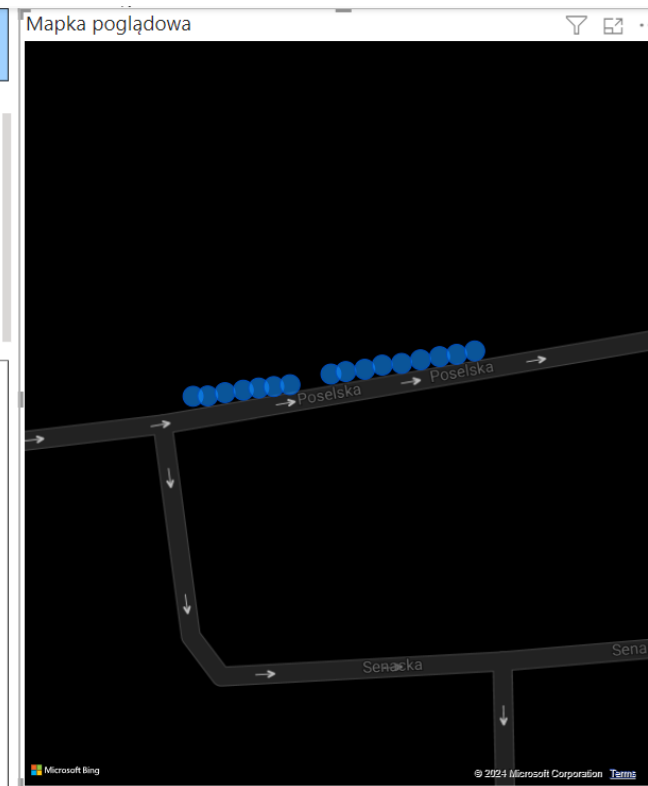 Mapka poglądowa
Poselska
Poselska
Senacka
Sena
Microsoft Bing
© 2024 Microsoft Corporation Terms